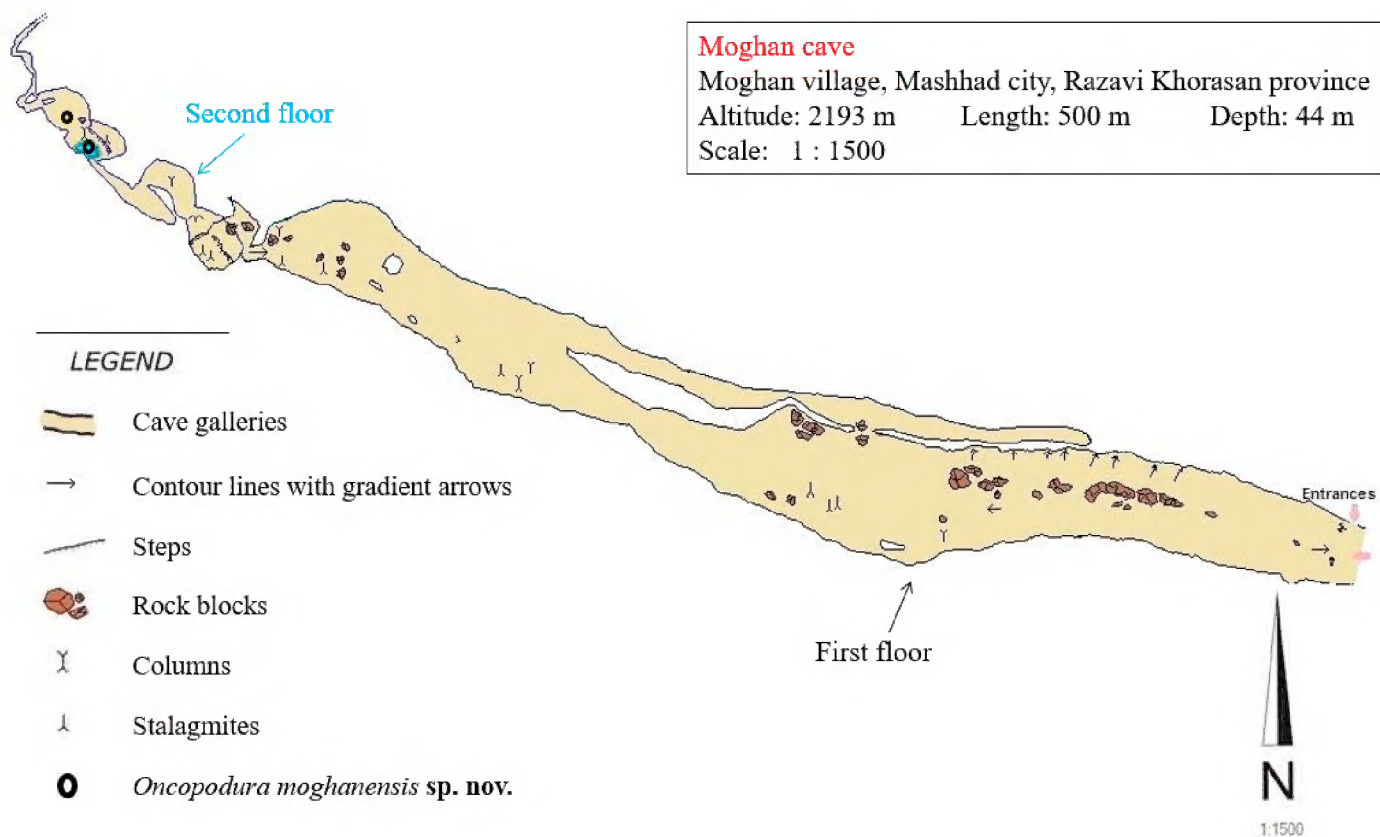 Moghan cave
Moghan village, Mashhad city, Razavi Khorasan province
Altitude: 2193 m Length: 500 m Depth: 44 m
Scale: 1 : 1500
Second floor
LEGEND
Cave galleries
Contour lines with gradient arrows
Steps
Rock blocks
Columns
Stalagmites
Oncopodura moghanensis sp. nov.
Entrances
First floor
N
1:1500